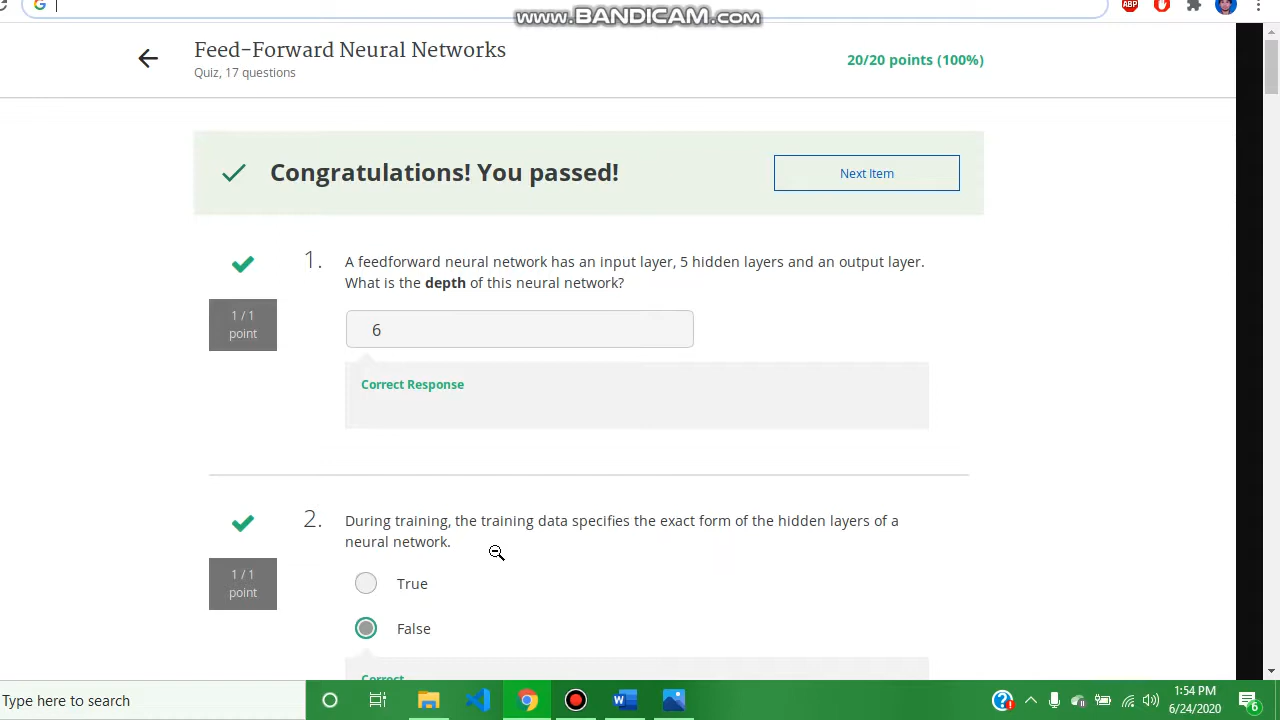 www.BANDICAM.com
Feed-Forward Neural Networks
Quiz, 17 questions
20/20 points (100%)
Congratulations! You passed!
Next Item
1.
A feedforward neural network has an input layer, 5 hidden layers and an output layer.
What is the depth of this neural network?
1 / 1
point
6
Correct Response
2.
During training, the training data specifies the exact form of the hidden layers of a
neural network.
1 / 1
point
True
False
Correct
Type here to search
1:54 PM
6/24/2020
6